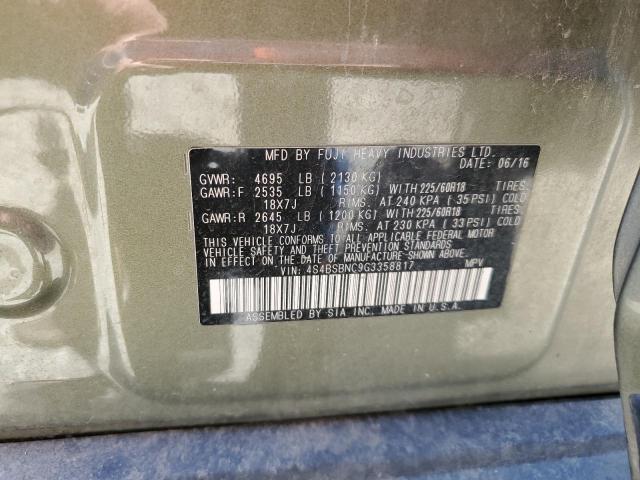 MFD BY FUJI HEAVY INDUSTRIES LTD.
DATE: 06/16
GVWR: 4695 LB ( 2130 KG)
GAWR:F 2535 LB ( 1150 KG) WITH 225/60R18 TIRES.
18X7J RIMS. AT 240 KPA ( 35 PSI) COLD
GAWR:R 2645 LB ( 1200 KG) WITH 225/60R18 TIRES.
18X7J RIMS. AT 230 KPA ( 33 PSI) COLD
THIS VEHICLE CONFORMS TO ALL APPLICABLE FEDERAL MOTOR
VEHICLE SAFETY AND THEFT PREVENTION STANDARDS
IN EFFECT ON THE DATE OF MANUFACTURE SHOWN ABOVE.
VIN: 4S4BSBNC9G3358817 MPV
ASSEMBLED BY SIA INC. MADE IN U.S.A.